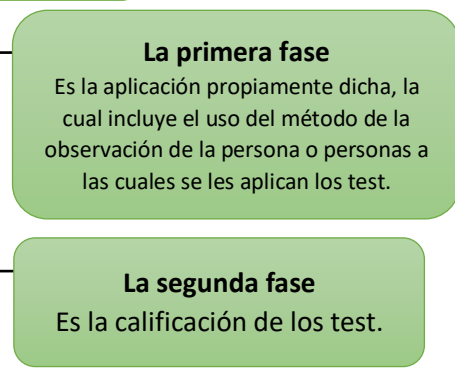 La primera fase
Es la aplicación propiamente dicha, la
cual incluye el uso del método de la
observación de la persona o personas a
las cuales se les aplican los test.
La segunda fase
Es la calificación de los test.